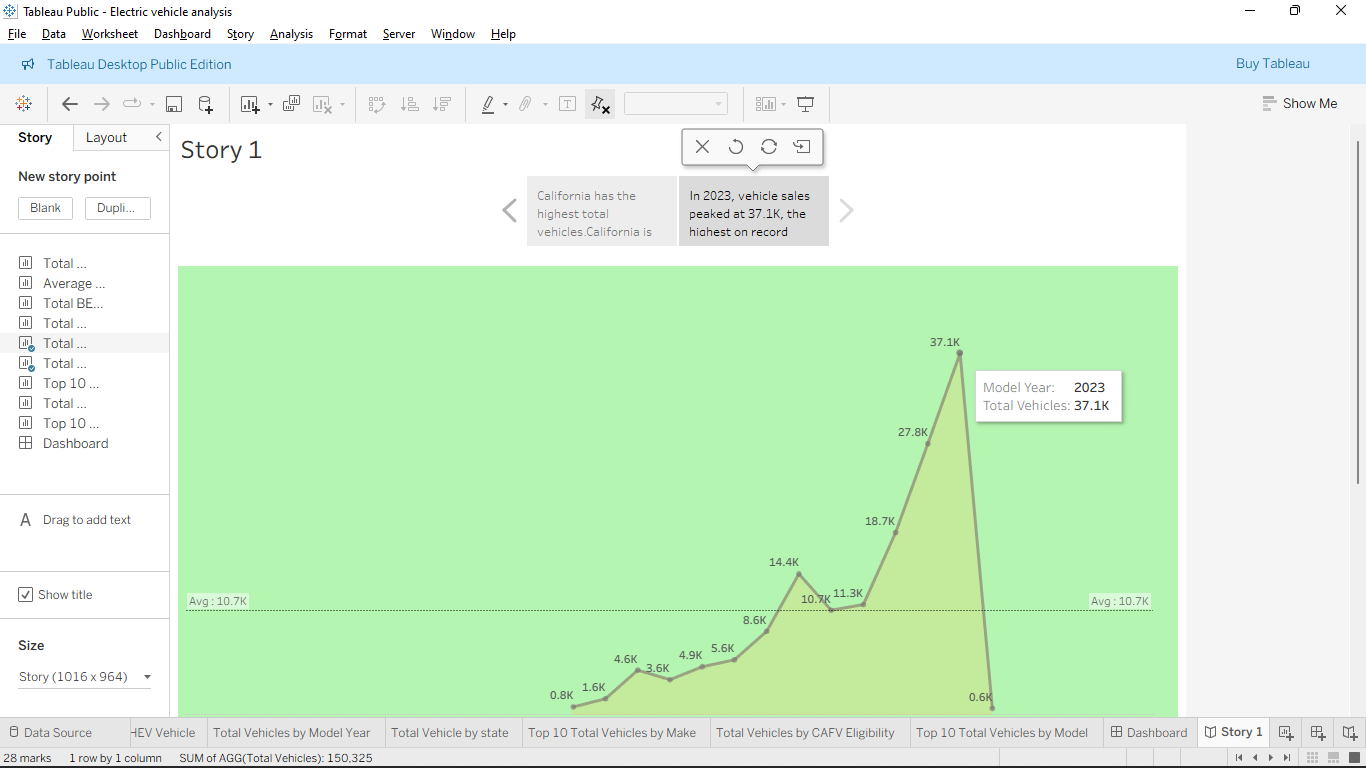 Tableau Public - Electric vehicle analysis
File Data Worksheet Dashboard Story Analysis Format Server Window Help
Tableau Desktop Public Edition
Buy Tableau
Show Me
Story Layout
New story point
Blank Dupli...
Total ...
Average ...
Total BE...
Total ...
Total ...
Total ...
Top 10 ...
Total ...
Top 10 ...
Dashboard
A Drag to add text
Show title
Size
Story (1016 x 964)
Story 1
California has the
highest total
vehicles.California is
In 2023, vehicle sales
peaked at 37.1K, the
highest on record
37.1K
Model Year: 2023
Total Vehicles: 37.1K
27.8K
18.7K
14.4K
10.7K
11.3K
Avg : 10.7K
Avg : 10.7K
8.6K
5.6K
4.9K
4.6K
3.6K
1.6K
0.8K
0.6K
Data Source
HEV Vehicle
Total Vehicles by Model Year
Total Vehicle by state
Top 10 Total Vehicles by Make
Total Vehicles by CAFV Eligibility
Top 10 Total Vehicles by Model
Dashboard
Story 1
28 marks 1 row by 1 column SUM of AGG(Total Vehicles): 150,325